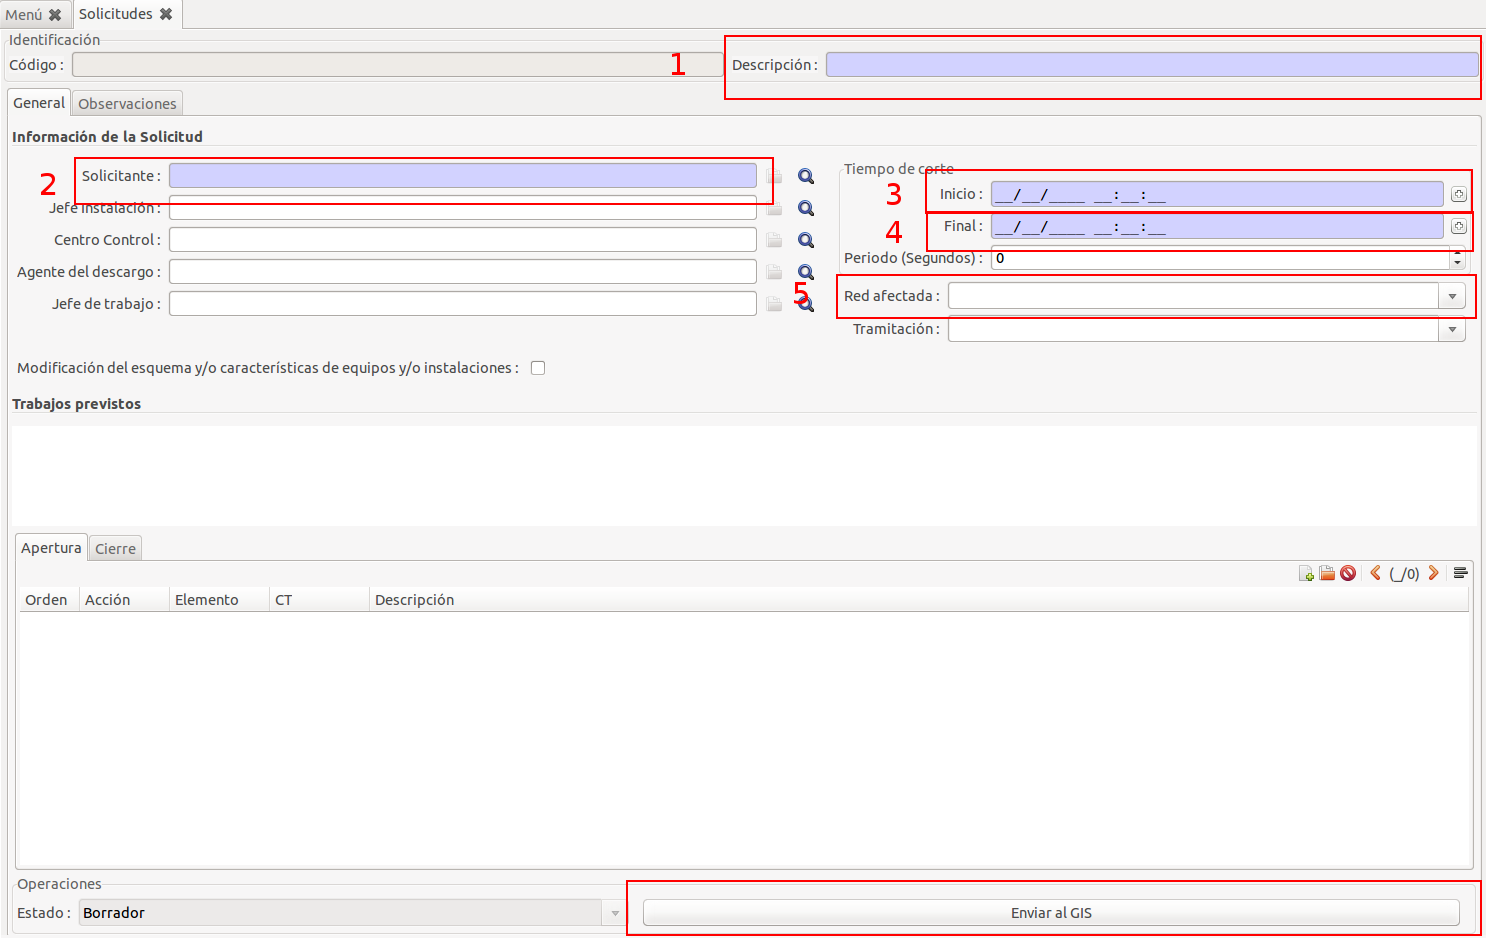 Menú Solicitudes
Identificación
Código : 1 Descripción :
General Observaciones
Información de la Solicitud
2 Solicitante :
Jefe Instalación :
Centro Control :
Agente del descargo :
Jefe de trabajo :
Tiempo de corte
3 Inicio : __/__/____ __:__:__
4 Final : __/__/____ __:__:__
Periodo (Segundos) : 0
5 Red afectada :
Tramitación :
Modificación del esquema y/o características de equipos y/o instalaciones :
Trabajos previstos
Apertura Cierre
(_/0)
Orden Acción Elemento CT Descripción
Operaciones
Estado : Borrador Enviar al GIS